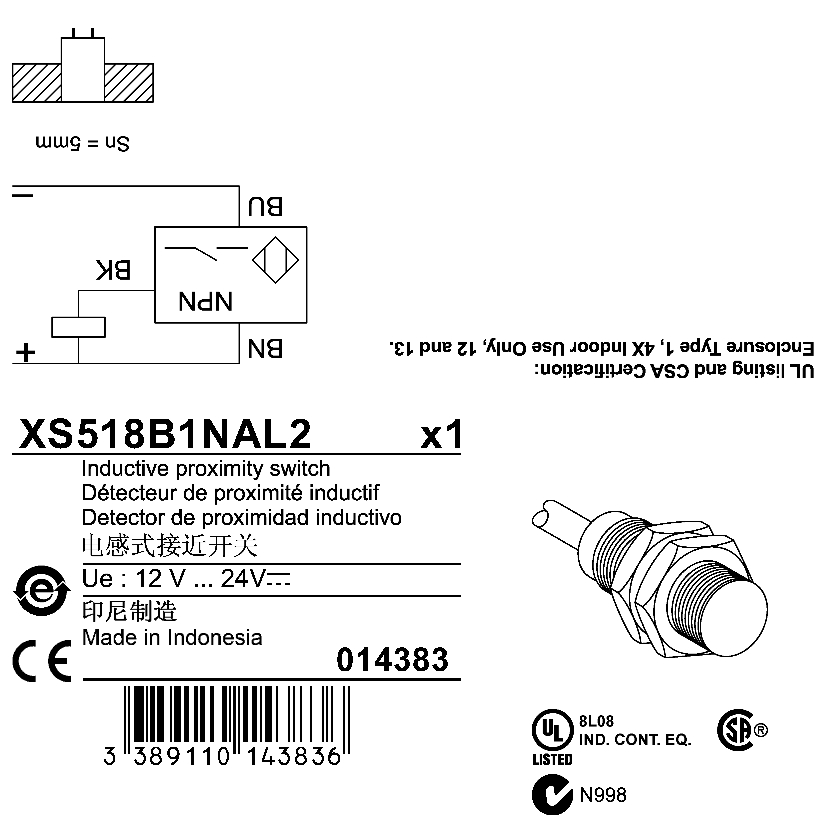 Sn = 5mm
−
BU
BK
NPN
+
BN
UL listing and CSA Certification:
Enclosure Type 1, 4X Indoor Use Only, 12 and 13.
XS518B1NAL2 x1
Inductive proximity switch
Détecteur de proximité inductif
Detector de proximidad inductivo
电感式接近开关
Ue : 12 V ... 24V⎓
印尼制造
Made in Indonesia
014383
3 389110 143836
e
CE
UL
LISTED
8L08
IND. CONT. EQ.
SA ®
N998